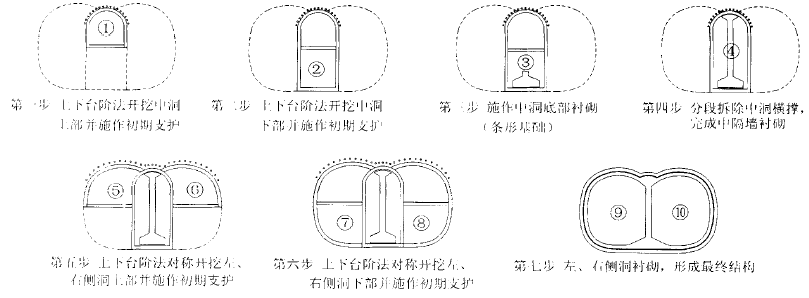 ①
②
③
④
第一步 上下台阶法开挖中洞
上部并施作初期支护
第二步 上下台阶法开挖中洞
下部并施作初期支护
第三步 施作中洞底部衬砌
(条形基础)
第四步 分段拆除中洞横撑,
完成中隔墙衬砌
⑤ ⑥
⑦ ⑧
⑨ ⑩
第五步 上下台阶法对称开挖左、
右侧洞上部并施作初期支护
第六步 上下台阶法对称开挖左、
右侧洞下部并施作初期支护
第七步 左、右侧洞衬砌，形成最终结构